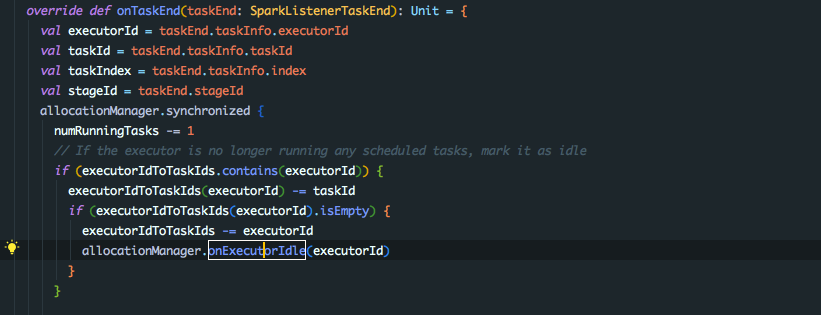 override def onTaskEnd(taskEnd: SparkListenerTaskEnd): Unit = {
val executorId = taskEnd.taskInfo.executorId
val taskId = taskEnd.taskInfo.taskId
val taskIndex = taskEnd.taskInfo.index
val stageId = taskEnd.stageId
allocationManager.synchronized {
numRunningTasks -= 1
// If the executor is no longer running any scheduled tasks, mark it as idle
if (executorIdToTaskIds.contains(executorId)) {
executorIdToTaskIds(executorId) -= taskId
if (executorIdToTaskIds(executorId).isEmpty) {
executorIdToTaskIds -= executorId
allocationManager.onExecutorIdle(executorId)
}
}